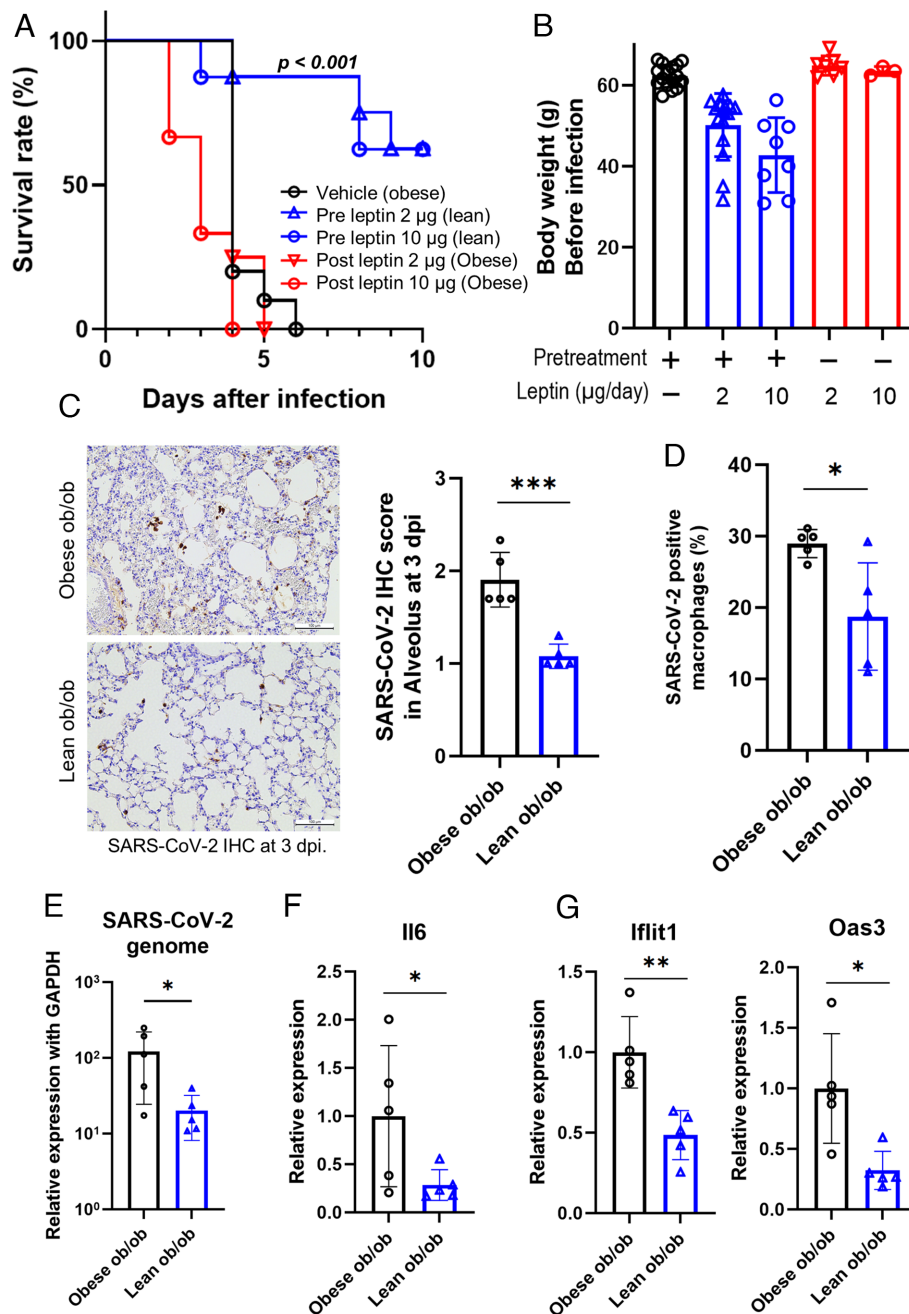 A
Survival rate (%)
100
50
0
p < 0.001
Vehicle (obese)
Pre leptin 2 µg (lean)
Pre leptin 10 µg (lean)
Post leptin 2 µg (Obese)
Post leptin 10 µg (Obese)
0 5 10
Days after infection
B
Body weight (g)
Before infection
60
40
20
0
Pretreatment + + + − −
Leptin (µg/day) − 2 10 2 10
C
Obese ob/ob
Lean ob/ob
SARS-CoV-2 IHC at 3 dpi.
SARS-CoV-2 IHC score
in Alveolus at 3 dpi
3
2
1
0
***
Obese ob/ob
Lean ob/ob
D
SARS-CoV-2 positive
macrophages (%)
40
30
20
10
0
*
Obese ob/ob
Lean ob/ob
E
SARS-CoV-2
genome
Relative expression with GAPDH
10³
10²
10¹
10⁰
*
Obese ob/ob
Lean ob/ob
F
Il6
Relative expression
2.5
2.0
1.5
1.0
0.5
0.0
*
Obese ob/ob
Lean ob/ob
G
Iflit1
Relative expression
1.5
1.0
0.5
0.0
**
Obese ob/ob
Lean ob/ob
Oas3
Relative expression
2.0
1.5
1.0
0.5
0.0
*
Obese ob/ob
Lean ob/ob